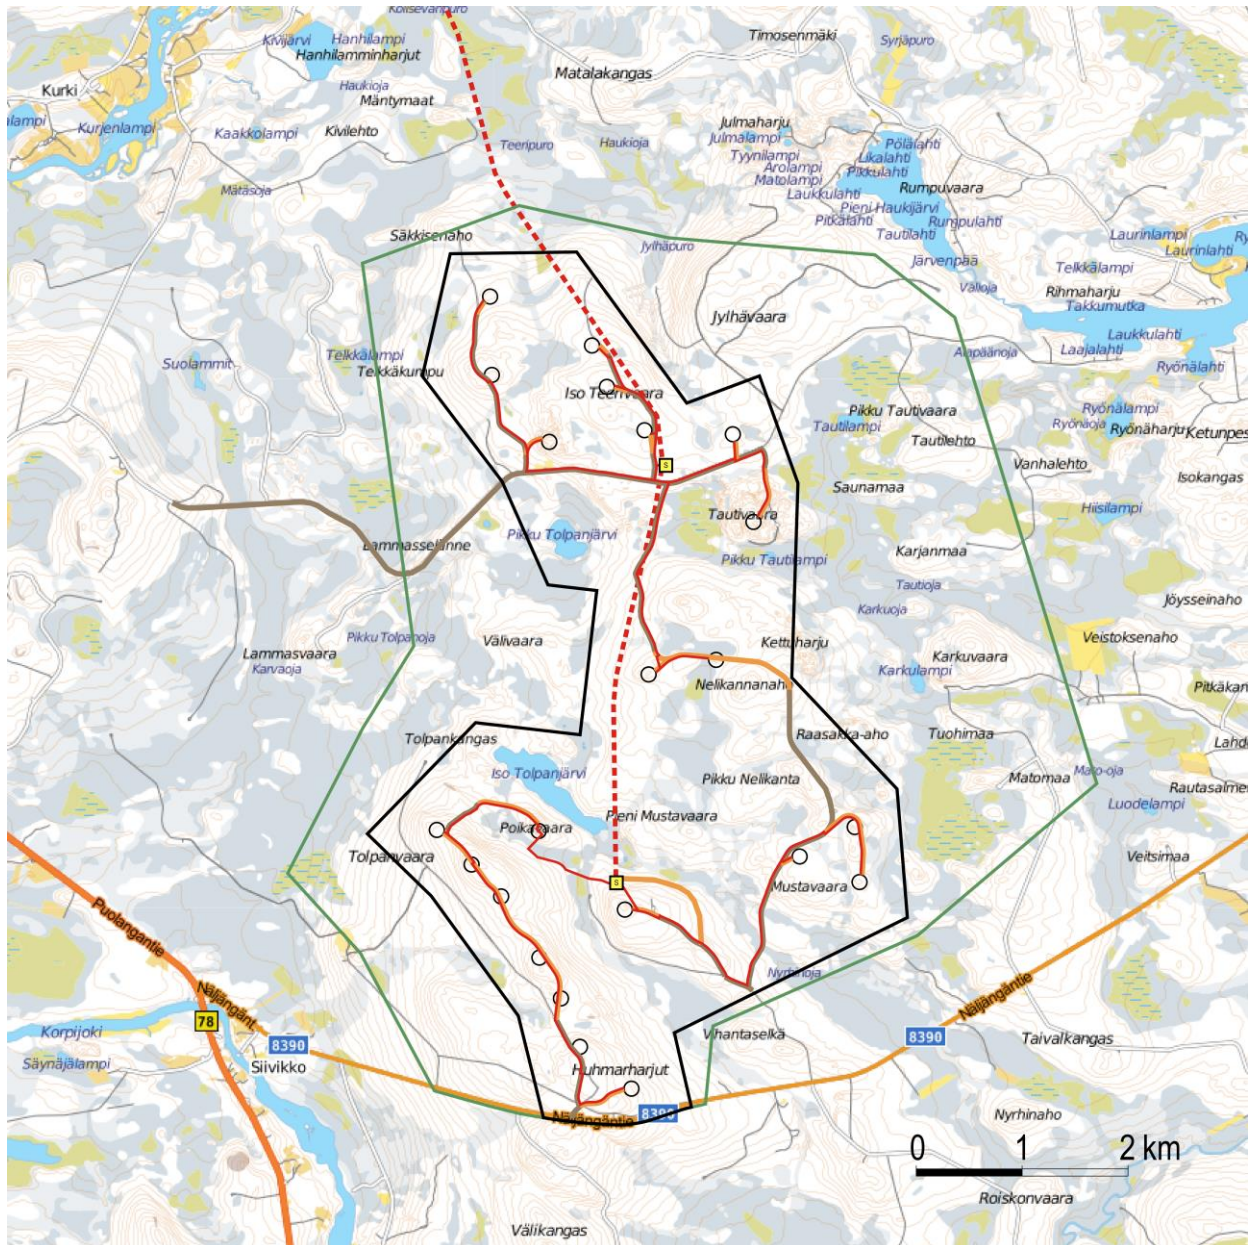 Kolisevanpuro
Kivijärvi
Hanhilampi
Hanhilamminharjut
Timosenmäki
Syrjäpuro
Matalakangas
Kurki
Haukioja
Mäntymaat
Kurjenlampi
Kaakkolampi
Kivilehto
Teeripuro
Haukioja
Julmaharju
Julmalampi
Tyynilampi
Arolampi
Matolampi
Laukkulahti
Pölälahti
Likalahti
Pikkulahti
Rumpuvaara
Pieni Haukijärvi
Pitkälahti
Rumpulahti
Tautilahti
Mätäsoja
Säkkisenaho
Jylhäpuro
Järvenpää
Laurinlampi
Laurinlahti
Telkkälampi
Välioja
Rihmaharju
Takkumutka
Jylhävaara
Laukkulahti
Laajalahti
Alapäänoja
Ryönälahti
Suolammit
Telkkälampi
Telkkäkumpu
Iso Teerivaara
Pikku Tautivaara
Tautilampi
Tautilehto
Ryönälampi
Ryönäoja
Ryönäharju
Ketunpes
Vanhalehto
Isokangas
S
Saunamaa
Tautivaara
Hiisilampi
Pikku Tolpanjärvi
Lammasselänne
Pikku Tautilampi
Karjanmaa
Tautioja
Jöysseinaho
Karkuoja
Pikku Tolpanoja
Välivaara
Kettuharju
Veistoksenaho
Lammasvaara
Karvaoja
Karkuvaara
Karkulampi
Nelikannanaho
Pitkäkan
Tolpankangas
Raasakka-aho
Tuohimaa
Lahd
Iso Tolpanjärvi
Pikku Nelikanta
Matomaa
Mato-oja
Rautasalmen
Luodelampi
Pieni Mustavaara
Poikavaara
Tolpanvaara
Veitsimaa
S
Mustavaara
Puolangantie
Nyrhinoja
Näljängänt
Näljängäntie
Korpijoki
78
8390
Vihantaselkä
8390
Taivalkangas
Säynäjälampi
Siivikko
Huhmarharjut
Näljängäntie
8390
Nyrhinaho
0 1 2 km
Roiskonvaara
Välikangas